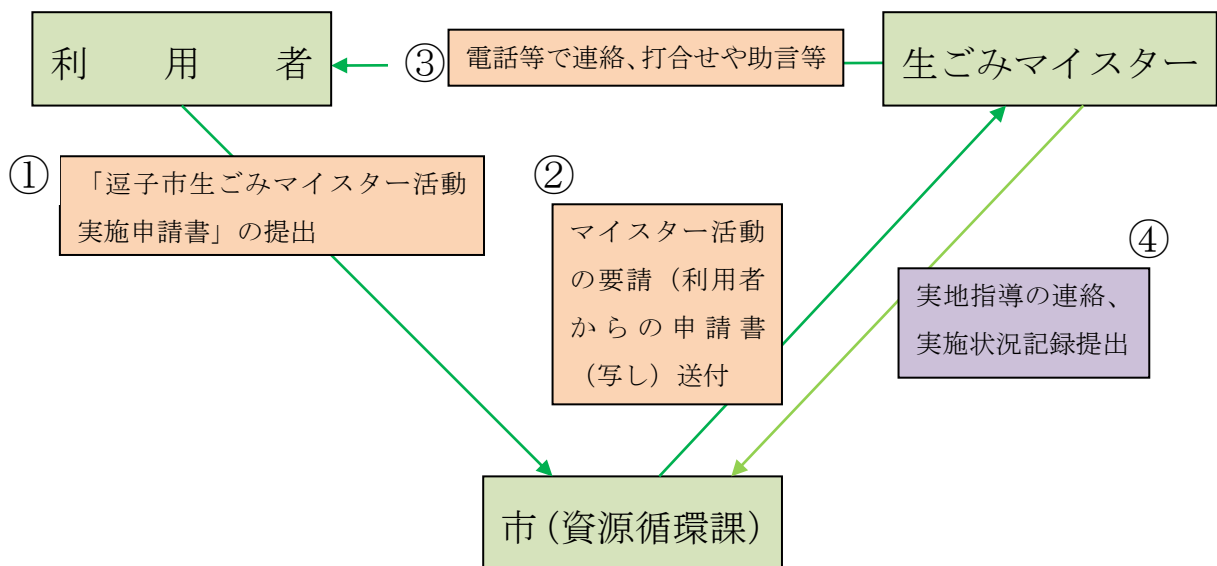 利用者
③
電話等で連絡、打合せや助言等
生ごみマイスター
①
「逗子市生ごみマイスター活動
実施申請書」の提出
②
マイスター活動
の要請（利用者
からの申請書
（写し）送付
④
実地指導の連絡、
実施状況記録提出
市（資源循環課）